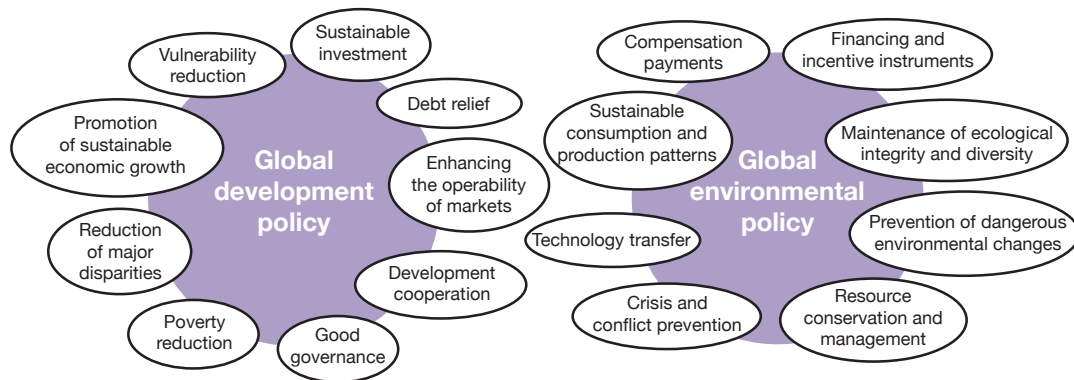 Sustainable
investment
Vulnerability
reduction
Debt relief
Promotion
of sustainable
economic growth
Global
development
policy
Enhancing
the operability
of markets
Reduction
of major
disparities
Development
cooperation
Poverty
reduction
Good
governance
Compensation
payments
Financing and
incentive instruments
Sustainable
consumption and
production patterns
Maintenance of ecological
integrity and diversity
Global
environmental
policy
Technology transfer
Prevention of dangerous
environmental changes
Crisis and
conflict prevention
Resource
conservation and
management